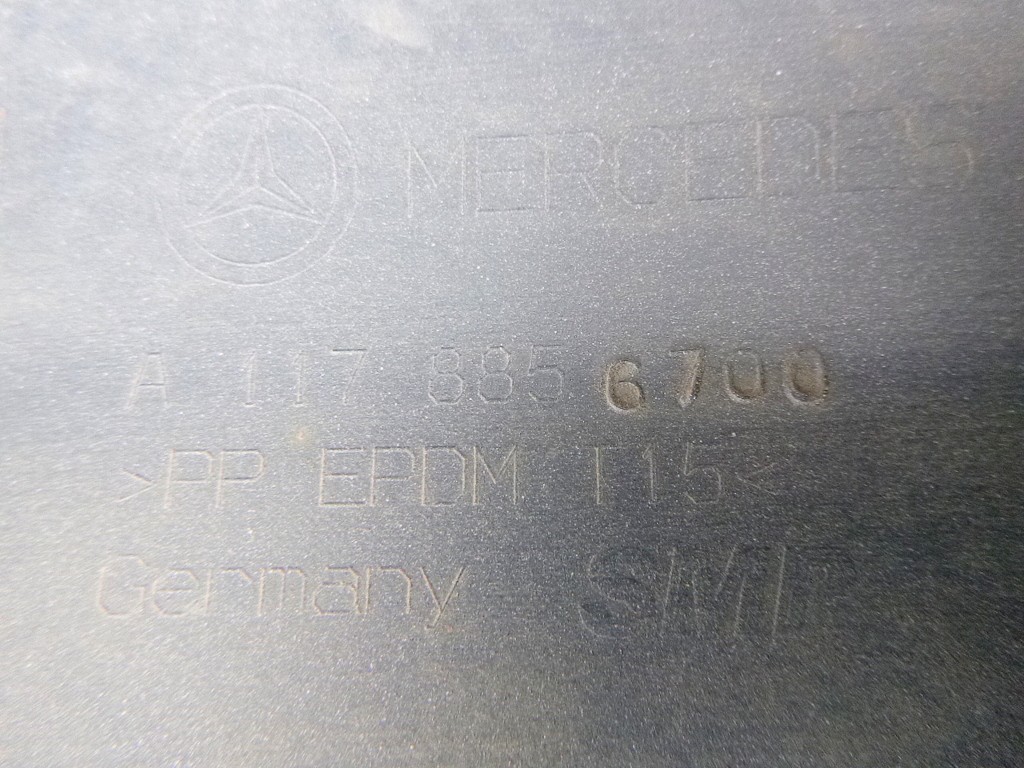 MERCEDES
A 117 885 6700
>PP EPDM T15<
Germany